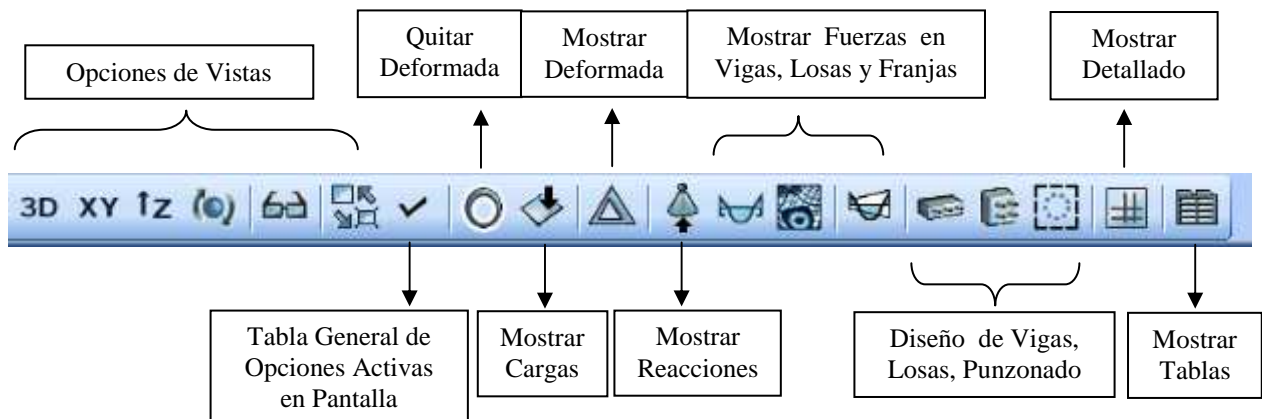 Opciones de Vistas
Quitar
Deformada
Mostrar
Deformada
Mostrar Fuerzas en
Vigas, Losas y Franjas
Mostrar
Detallado
3D XY ↑Z
Tabla General de
Opciones Activas
en Pantalla
Mostrar
Cargas
Mostrar
Reacciones
Diseño de Vigas,
Losas, Punzonado
Mostrar
Tablas